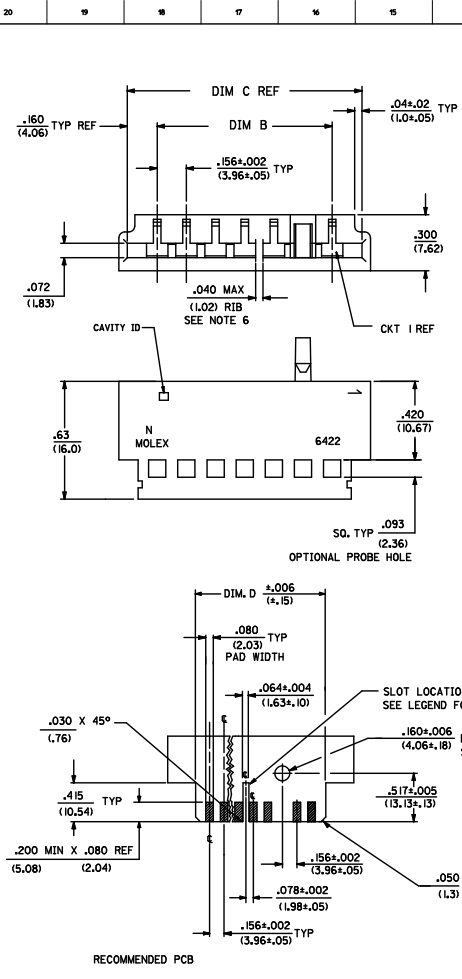 20 19 18 17 16 15
DIM C REF
.160 TYP REF
(4.06)
DIM B
.04±.02 TYP
(1.0±.05)
.156±.002 TYP
(3.96±.05)
.300
(7.62)
.072
(1.83)
.040 MAX
(1.02) RIB
SEE NOTE 6
CKT 1 REF
CAVITY ID
1
.63
(16.0)
N
MOLEX
6422
.420
(10.67)
SQ. TYP .093
(2.36)
OPTIONAL PROBE HOLE
DIM. D ±.006
(±.15)
.080 TYP
(2.03)
PAD WIDTH
.064±.004
(1.63±.10)
SLOT LOCATIO
SEE LEGEND FO
.030 X 45°
(.76)
.160±.006
(4.06±.18)
.415 TYP
(10.54)
.517±.005
(13.13±.13)
.200 MIN X .080 REF
(5.08) (2.04)
.156±.002
(3.96±.05)
.050
(1.3)
.078±.002
(1.98±.05)
.156±.002 TYP
(3.96±.05)
RECOMMENDED PCB